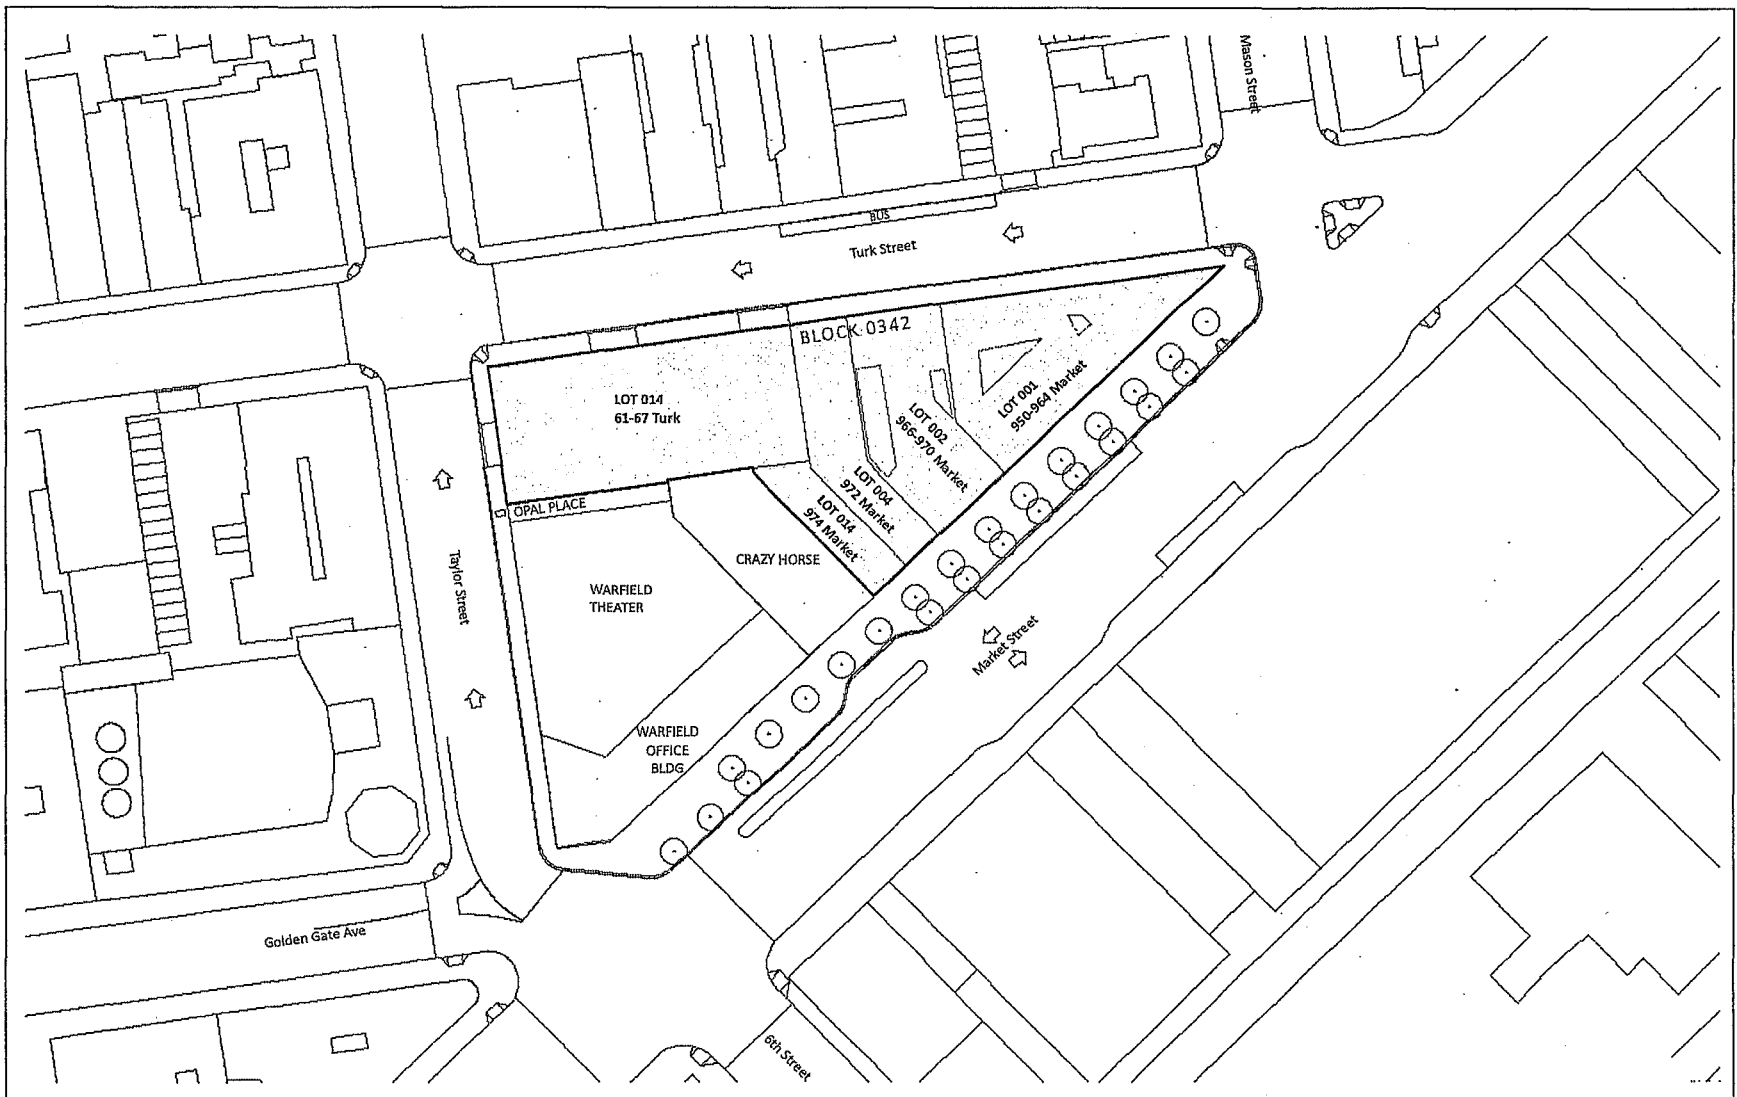 Mason Street
BUS
Turk Street
BLOCK 0342
LOT 014
61-67 Turk
LOT 001
950-964 Market
LOT 002
966-970 Market
LOT 004
972 Market
LOT 014
974 Market
OPAL PLACE
CRAZY HORSE
WARFIELD
THEATER
Taylor Street
Market Street
WARFIELD
OFFICE
BLDG
Golden Gate Ave
6th Street